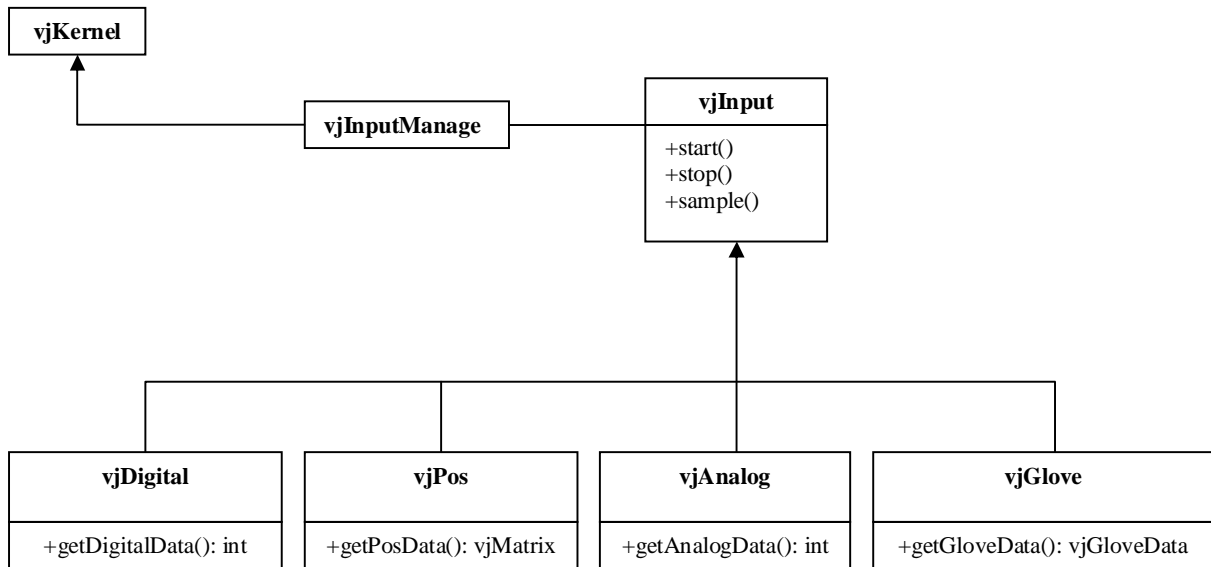 vjKernel
vjInputManage
vjInput
+start()
+stop()
+sample()
vjDigital
+getDigitalData(): int
vjPos
+getPosData(): vjMatrix
vjAnalog
+getAnalogData(): int
vjGlove
+getGloveData(): vjGloveData